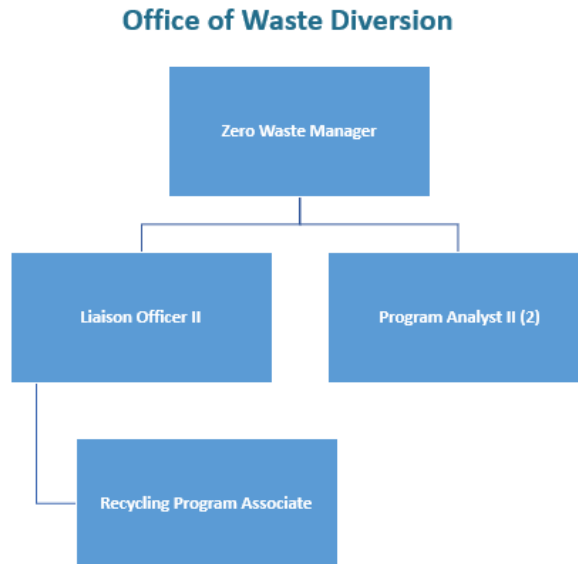 Office of Waste Diversion
Zero Waste Manager
Liaison Officer II
Program Analyst II (2)
Recycling Program Associate